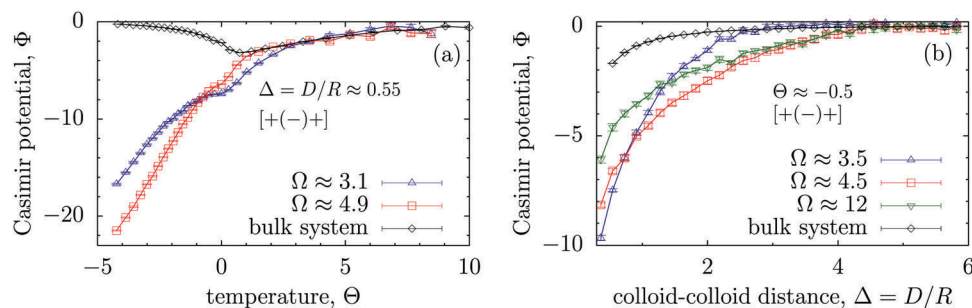 Casimir potential, Φ
0
−10
−20
−5
0
5
10
temperature, Θ
(a)
Δ = D/R ≈ 0.55
[+(−)+]
Ω ≈ 3.1
Ω ≈ 4.9
bulk system
Casimir potential, Φ
0
−5
−10
2
4
6
colloid-colloid distance, Δ = D/R
(b)
Θ ≈ −0.5
[+(−)+]
Ω ≈ 3.5
Ω ≈ 4.5
Ω ≈ 12
bulk system